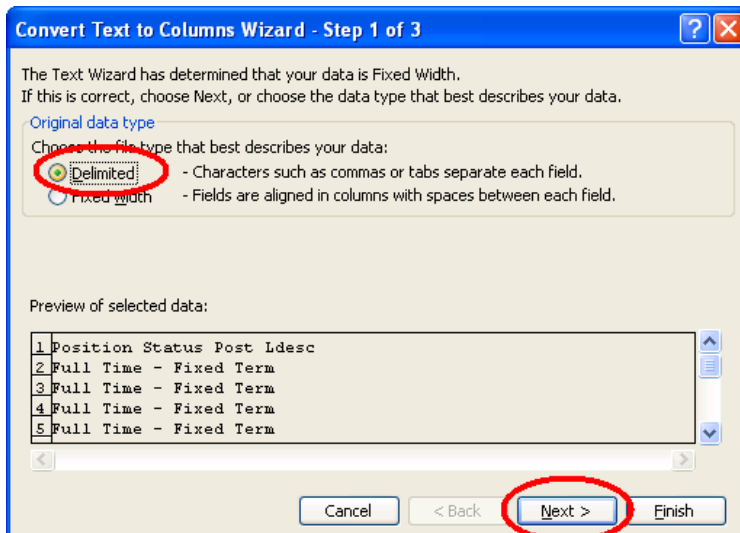 Convert Text to Columns Wizard - Step 1 of 3
The Text Wizard has determined that your data is Fixed Width.
If this is correct, choose Next, or choose the data type that best describes your data.
Original data type
Choose the file type that best describes your data:
Delimited - Characters such as commas or tabs separate each field.
Fixed width - Fields are aligned in columns with spaces between each field.
Preview of selected data:
1 Position Status Post Ldesc
2 Full Time - Fixed Term
3 Full Time - Fixed Term
4 Full Time - Fixed Term
5 Full Time - Fixed Term
Cancel < Back Next > Finish